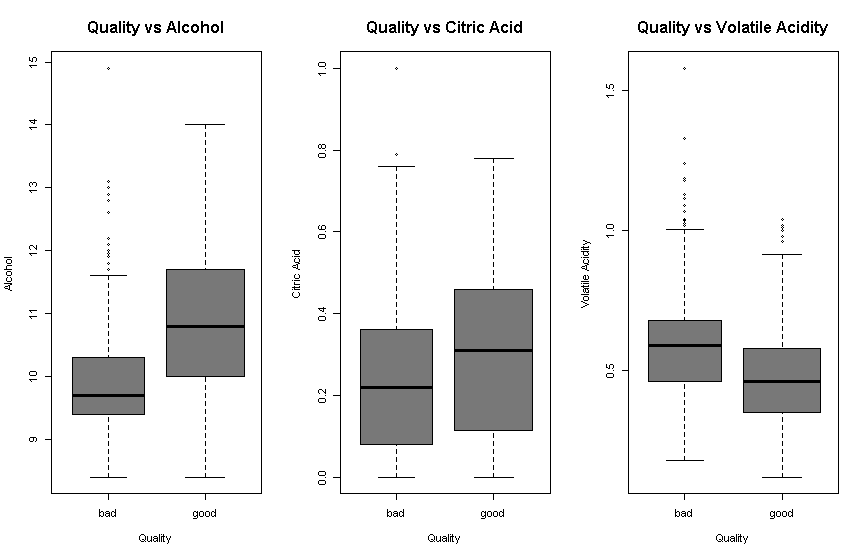 Quality vs Alcohol
Alcohol
15
14
13
12
11
10
9
bad good
Quality
Quality vs Citric Acid
Citric Acid
1.0
0.8
0.6
0.4
0.2
0.0
bad good
Quality
Quality vs Volatile Acidity
Volatile Acidity
1.5
1.0
0.5
bad good
Quality